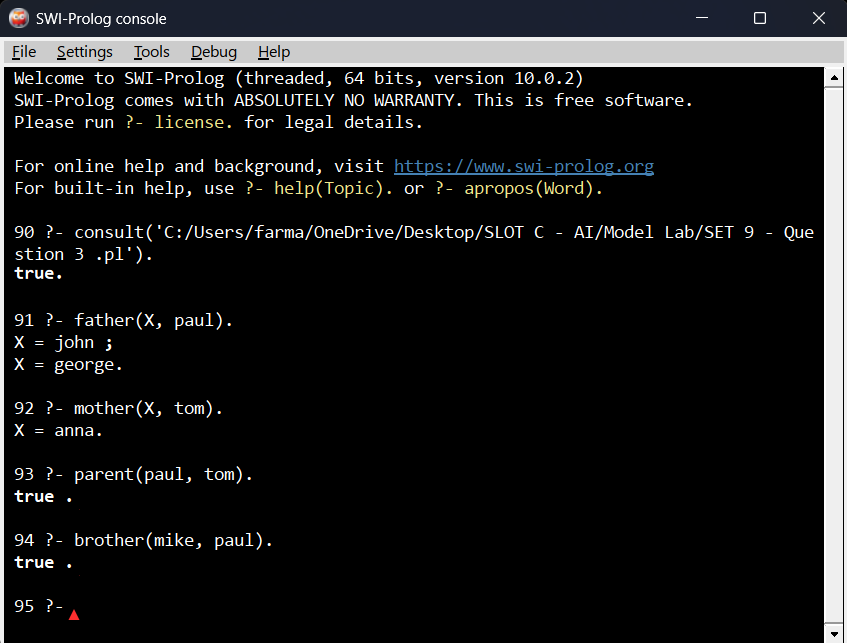 SWI-Prolog console
File Settings Tools Debug Help
Welcome to SWI-Prolog (threaded, 64 bits, version 10.0.2)
SWI-Prolog comes with ABSOLUTELY NO WARRANTY. This is free software.
Please run ?- license. for legal details.
For online help and background, visit https://www.swi-prolog.org
For built-in help, use ?- help(Topic). or ?- apropos(Word).
90 ?- consult('C:/Users/farma/OneDrive/Desktop/SLOT C - AI/Model Lab/SET 9 - Que
stion 3 .pl').
true.
91 ?- father(X, paul).
X = john ;
X = george.
92 ?- mother(X, tom).
X = anna.
93 ?- parent(paul, tom).
true .
94 ?- brother(mike, paul).
true .
95 ?-